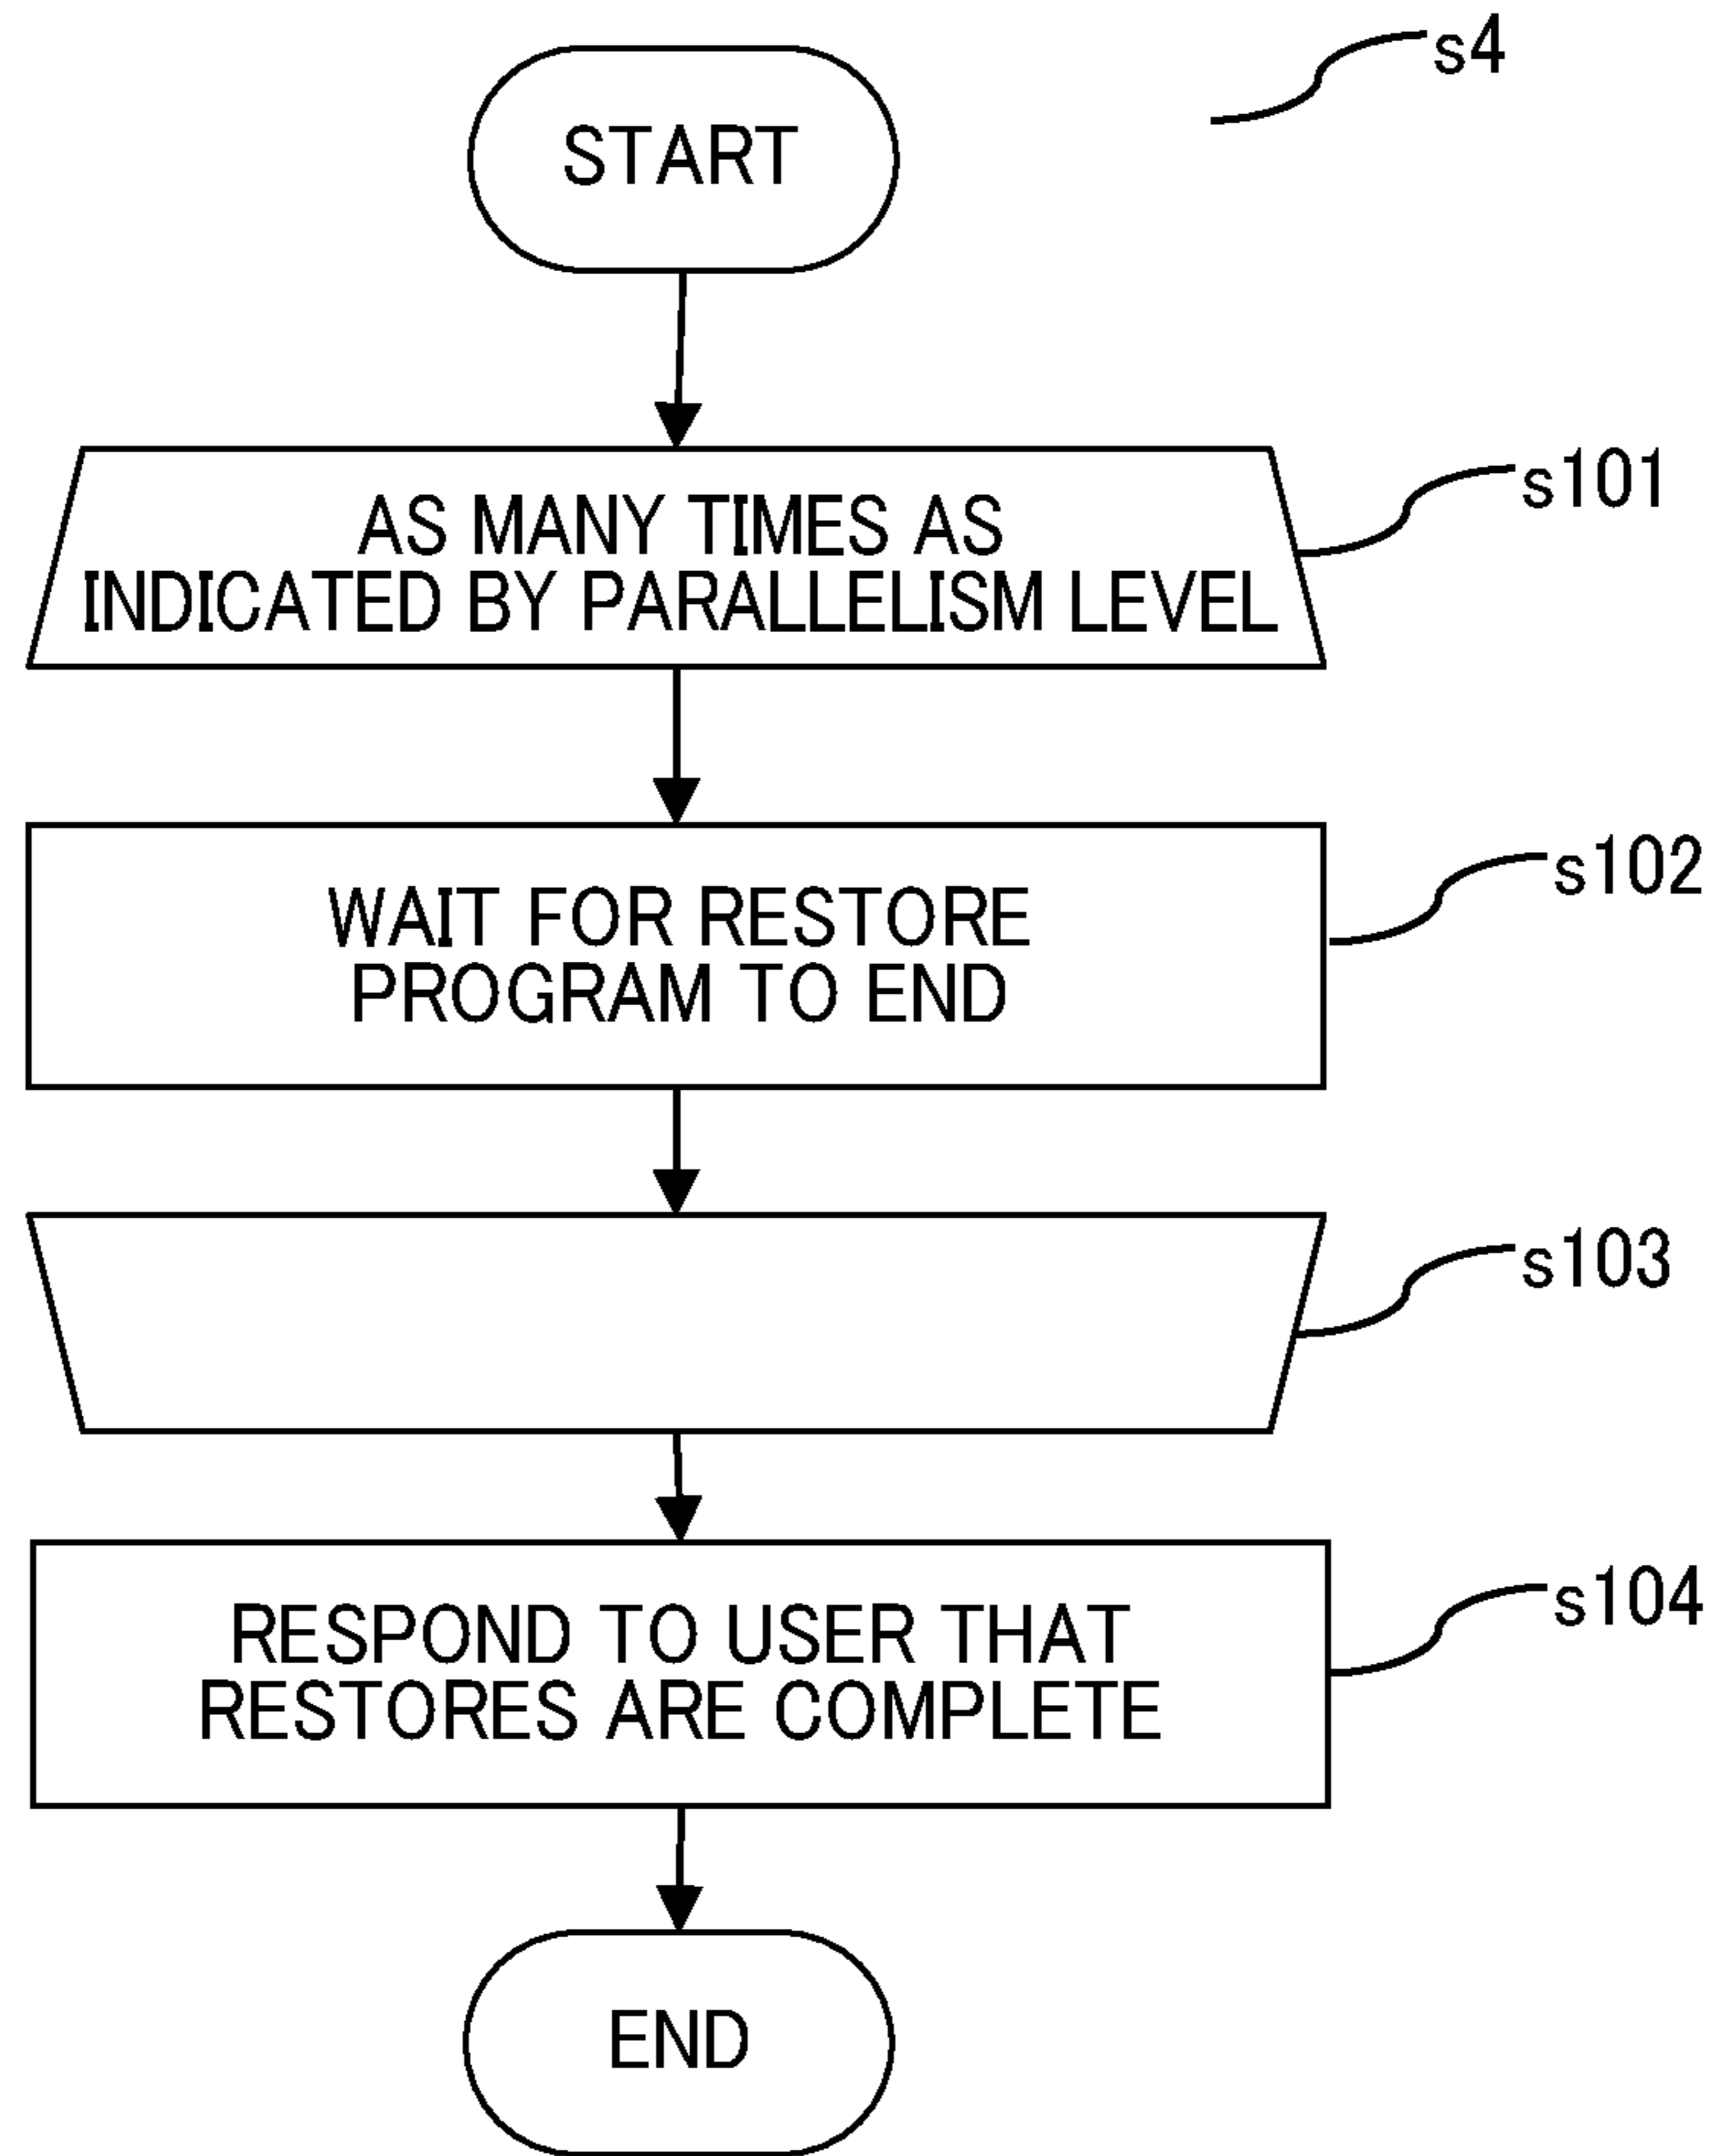 s4
START
s101
AS MANY TIMES AS
INDICATED BY PARALLELISM LEVEL
s102
WAIT FOR RESTORE
PROGRAM TO END
s103
s104
RESPOND TO USER THAT
RESTORES ARE COMPLETE
END